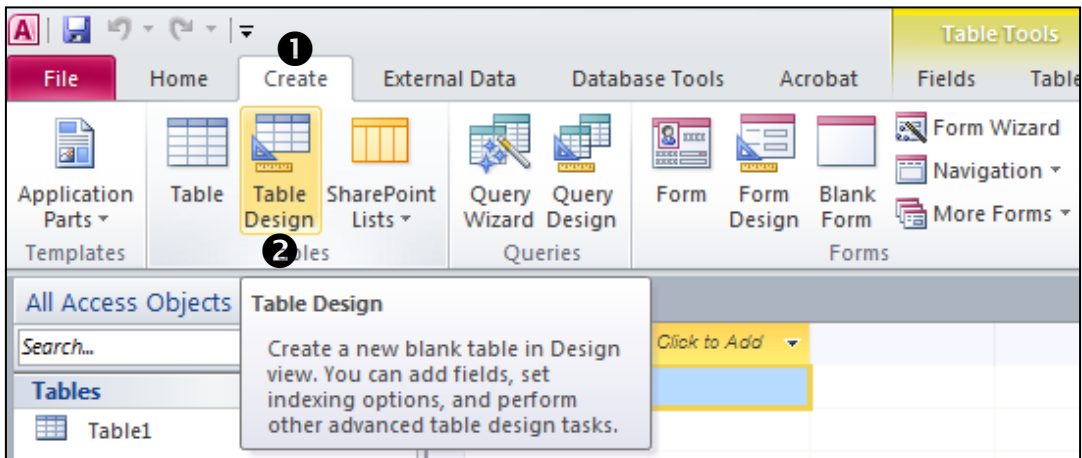 A
❶
Table Tools
File Home Create External Data Database Tools Acrobat Fields Table
Application Parts
Table
Table Design
SharePoint Lists
Query Wizard
Query Design
Form
Form Design
Blank Form
Form Wizard
Navigation
More Forms
Templates
❷
Queries
Forms
All Access Objects
Search...
Tables
Table1
Table Design
Create a new blank table in Design
view. You can add fields, set
indexing options, and perform
other advanced table design tasks.
Click to Add